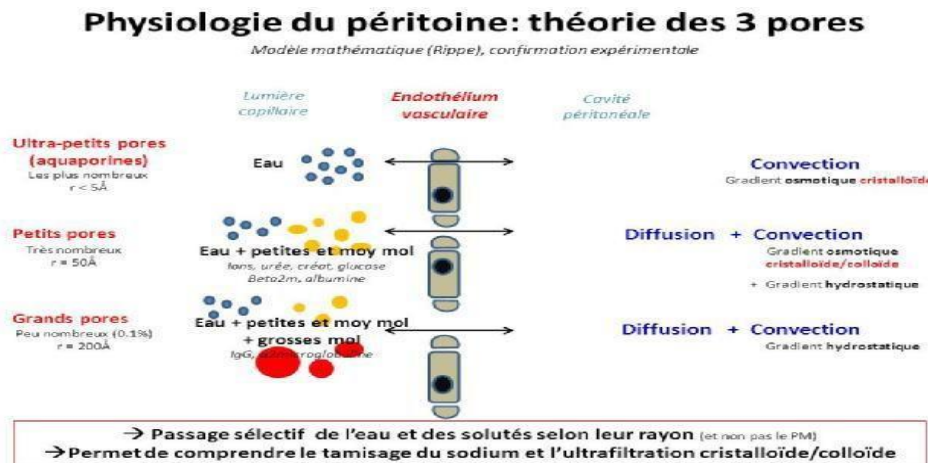 Physiologie du péritoine: théorie des 3 pores
Modèle mathématique (Rippe), confirmation expérimentale
Lumière capillaire
Endothélium vasculaire
Cavité péritonéale
Ultra-petits pores
(aquaporines)
Les plus nombreux
r < 5Å
Eau
Convection
Gradient osmotique cristalloïde
Petits pores
Très nombreux
r = 50Å
Eau + petites et moy mol
Ions, urée, créat, glucose
Beta2m, albumine
Diffusion + Convection
Gradient osmotique
cristalloïde/colloïde
+ Gradient hydrostatique
Grands pores
Peu nombreux (0.1%)
r = 200Å
Eau + petites et moy mol
+ grosses mol
IgG,
Diffusion + Convection
Gradient hydrostatique
→ Passage sélectif de l'eau et des solutés selon leur rayon (et non pas le PM)
→Permet de comprendre le tamisage du sodium et l'ultrafiltration cristalloïde/colloïde